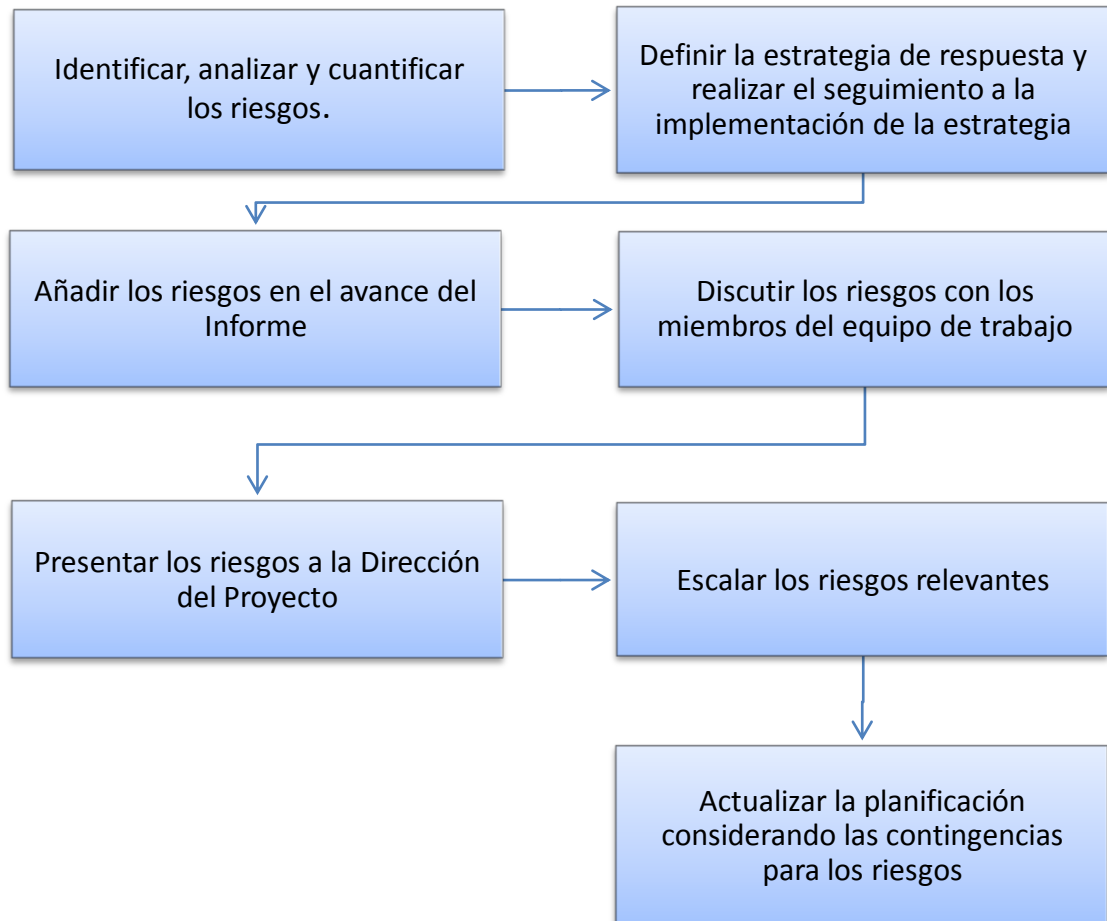 Identificar, analizar y cuantificar
los riesgos.
Definir la estrategia de respuesta y
realizar el seguimiento a la
implementación de la estrategia
Añadir los riesgos en el avance del
Informe
Discutir los riesgos con los
miembros del equipo de trabajo
Presentar los riesgos a la Dirección
del Proyecto
Escalar los riesgos relevantes
Actualizar la planificación
considerando las contingencias
para los riesgos